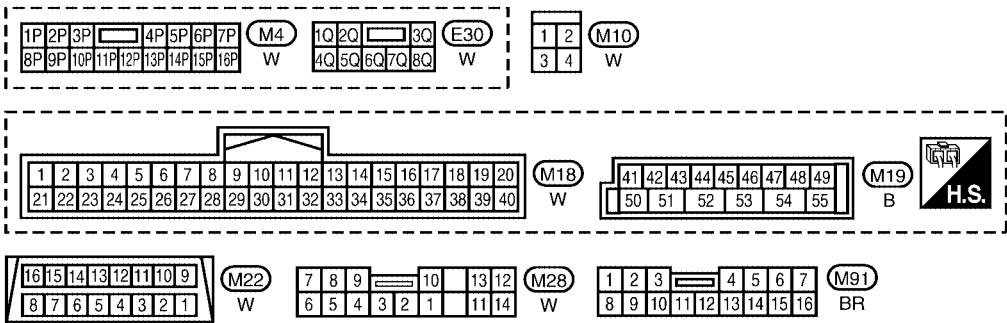 1P 2P 3P 4P 5P 6P 7P M4 1Q 2Q 3Q E30 1 2 M10
8P 9P 10P 11P 12P 13P 14P 15P 16P W 4Q 5Q 6Q 7Q 8Q W 3 4 W
1 2 3 4 5 6 7 8 9 10 11 12 13 14 15 16 17 18 19 20 M18 41 42 43 44 45 46 47 48 49 M19
21 22 23 24 25 26 27 28 29 30 31 32 33 34 35 36 37 38 39 40 W 50 51 52 53 54 55 B H.S.
16 15 14 13 12 11 10 9 M22 7 8 9 10 13 12 M28 1 2 3 4 5 6 7 M91
8 7 6 5 4 3 2 1 W 6 5 4 3 2 1 11 14 W 8 9 10 11 12 13 14 15 16 BR